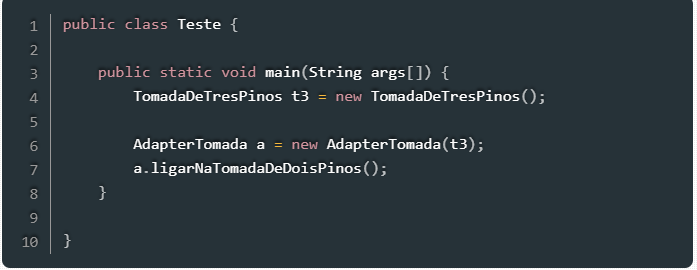 1 public class Teste {
2
3 public static void main(String args[]) {
4 TomadaDeTresPinos t3 = new TomadaDeTresPinos();
5
6 AdapterTomada a = new AdapterTomada(t3);
7 a.ligarNaTomadaDeDoisPinos();
8 }
9
10 }